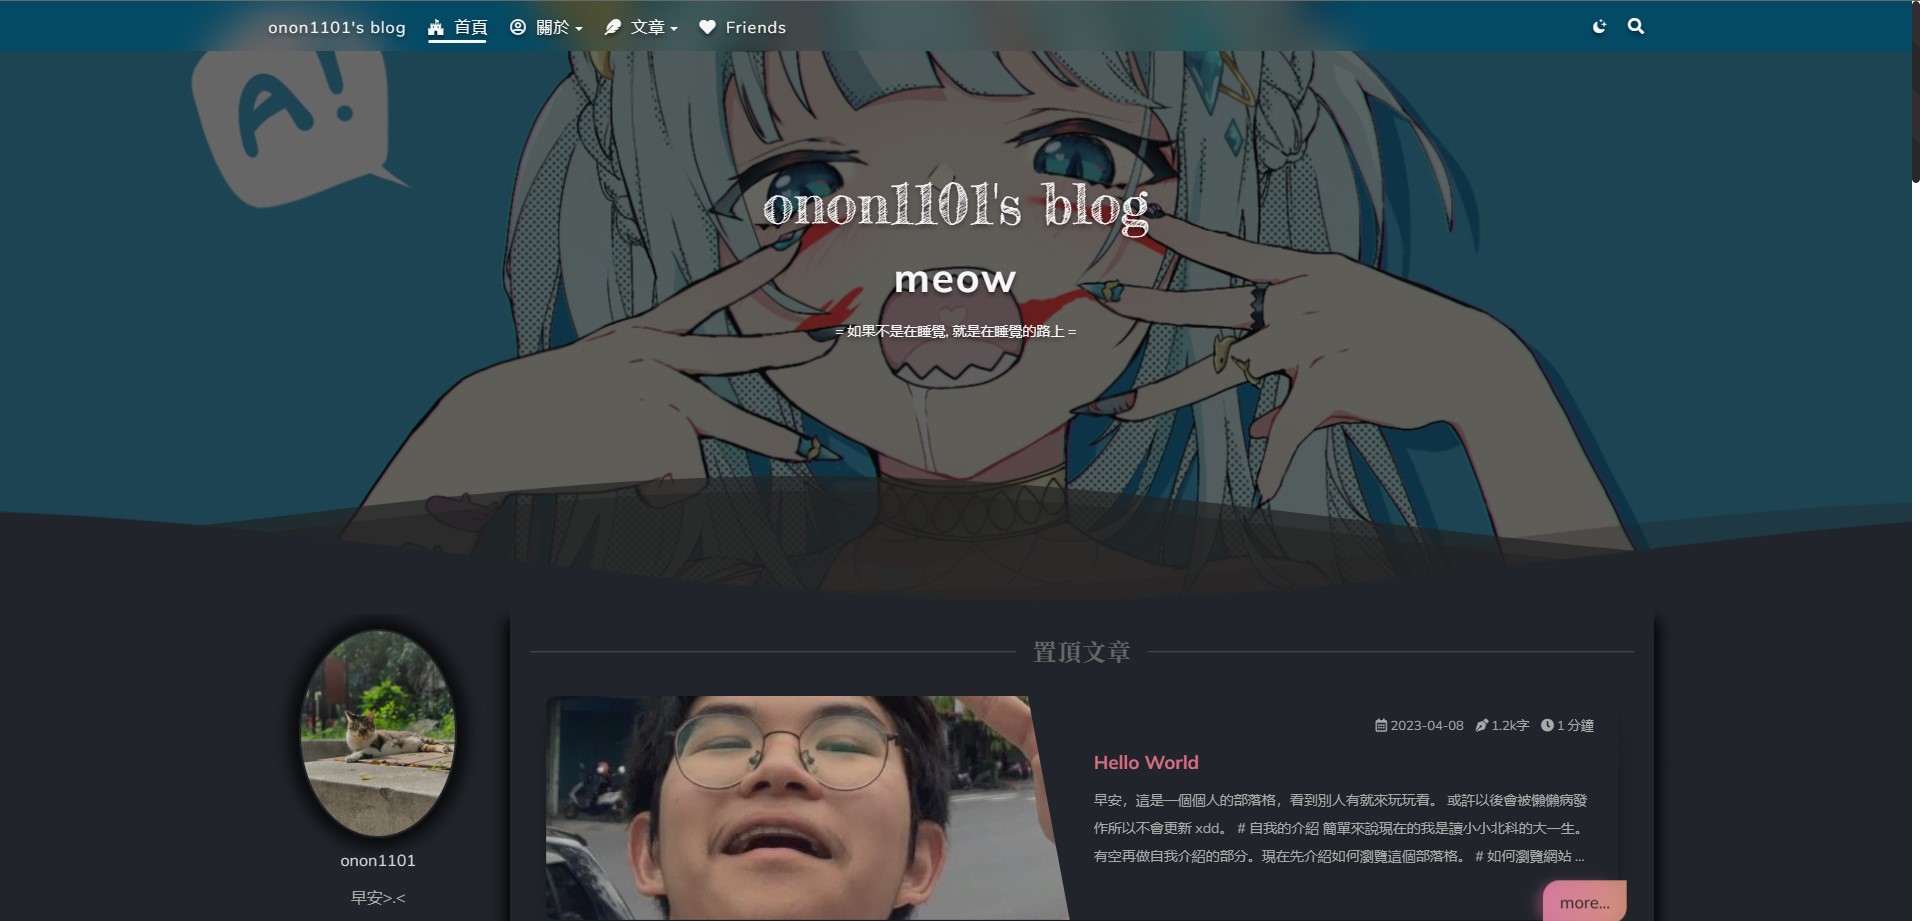 onon1101's blog 首頁 關於 文章 Friends
A!
onon1101's blog
meow
= 如果不是在睡覺, 就是在睡覺的路上 =
置頂文章
2023-04-08 1.2k字 1 分鐘
Hello World
早安，這是一個個人的部落格，看到別人有就來玩玩看。 或許以後會被懶懶病發
作所以不會更新 xdd。 # 自我的介紹 簡單來說現在的我是讓小小北科的大一生。
有空再做自我介紹的部分。現在先介紹如何瀏覽這個部落格。 # 如何瀏覽網站 ...
more...
onon1101
早安>.<